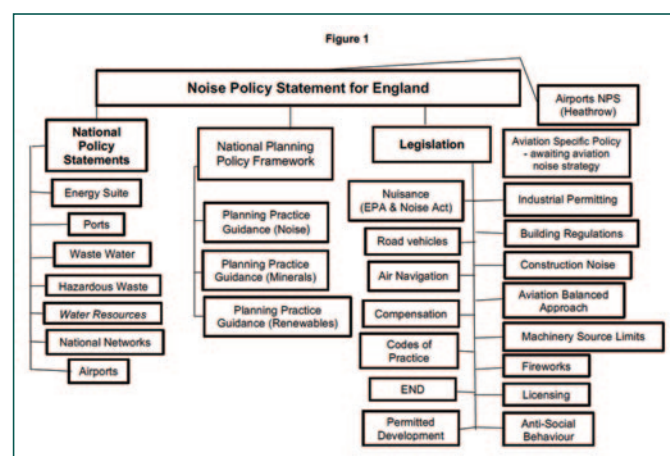 Figure 1
Noise Policy Statement for England
Airports NPS
(Heathrow)
National
Policy
Statements
Energy Suite
Ports
Waste Water
Hazardous Waste
Water Resources
National Networks
Airports
National Planning
Policy Framework
Planning Practice
Guidance (Noise)
Planning Practice
Guidance (Minerals)
Planning Practice
Guidance (Renewables)
Legislation
Nuisance
(EPA & Noise Act)
Road vehicles
Air Navigation
Compensation
Codes of
Practice
END
Permitted
Development
Aviation Specific Policy
- awaiting aviation
noise strategy
Industrial Permitting
Building Regulations
Construction Noise
Aviation Balanced
Approach
Machinery Source Limits
Fireworks
Licensing
Anti-Social
Behaviour